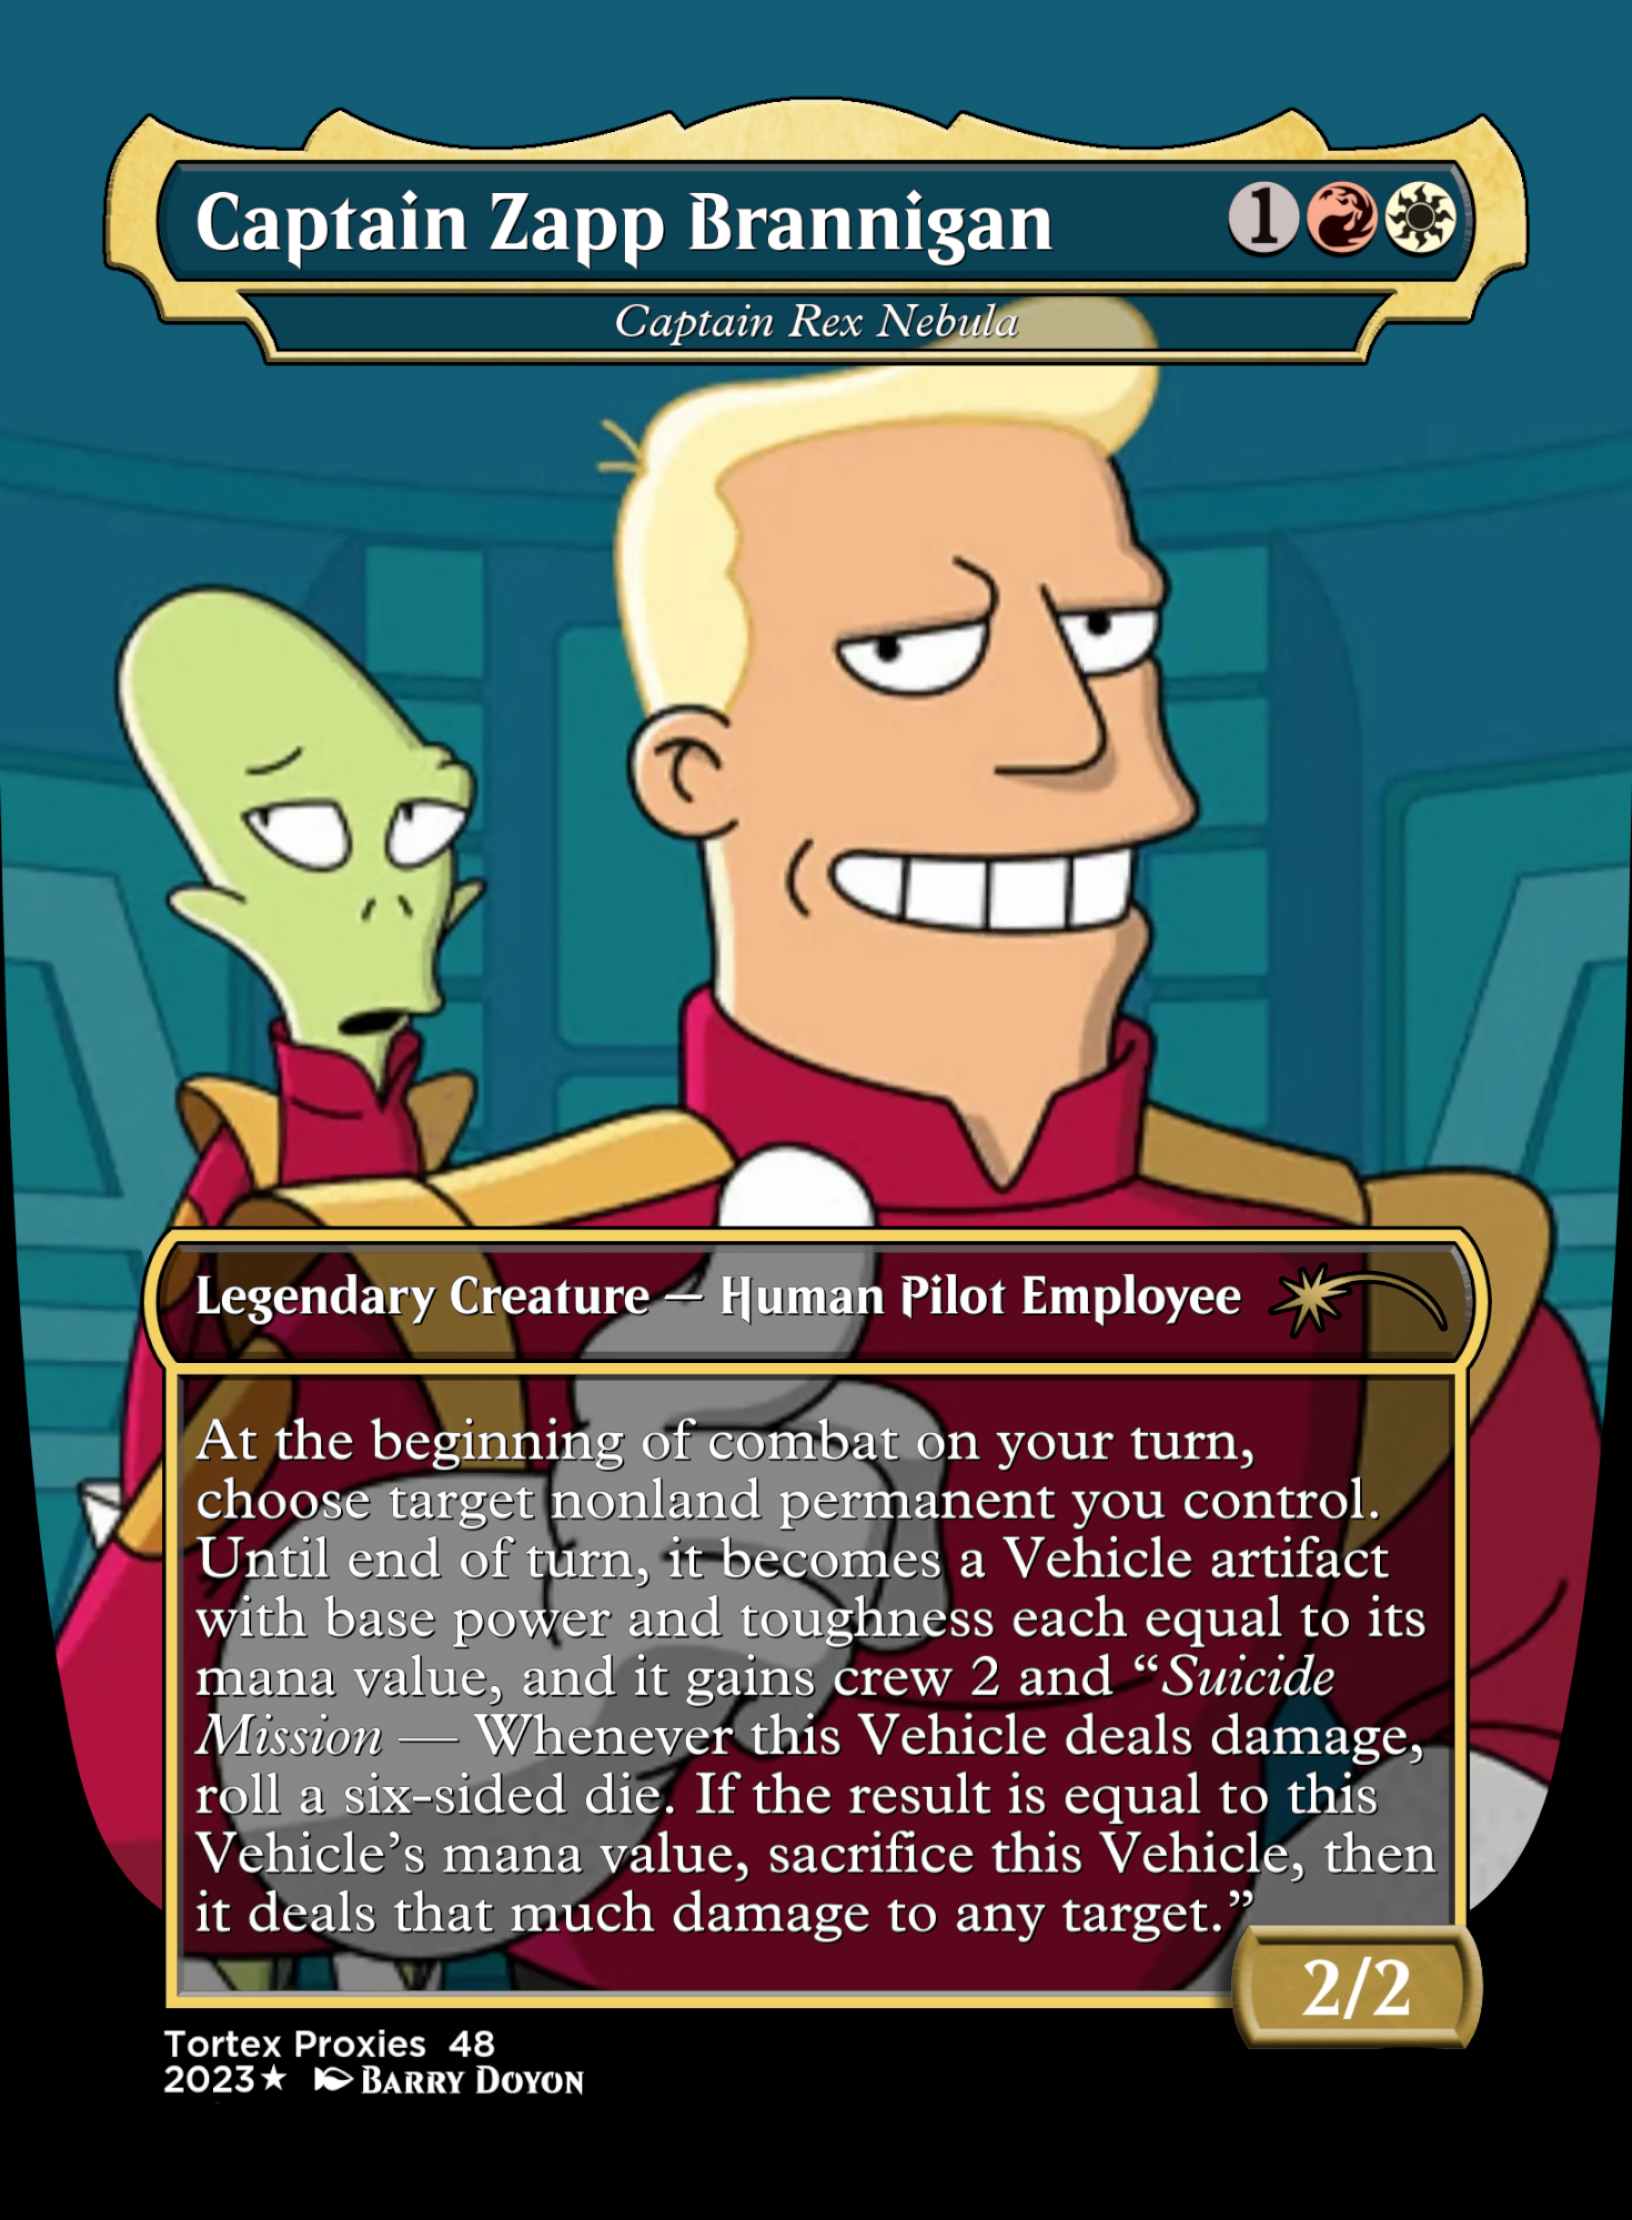 Captain Zapp Brannigan 1
Captain Rex Nebula
Legendary Creature — Human Pilot Employee
At the beginning of combat on your turn,
choose target nonland permanent you control.
Until end of turn, it becomes a Vehicle artifact
with base power and toughness each equal to its
mana value, and it gains crew 2 and “Suicide
Mission — Whenever this Vehicle deals damage,
roll a six-sided die. If the result is equal to this
Vehicle’s mana value, sacrifice this Vehicle, then
it deals that much damage to any target.”
2/2
Tortex Proxies 48
2023★ Barry Doyon